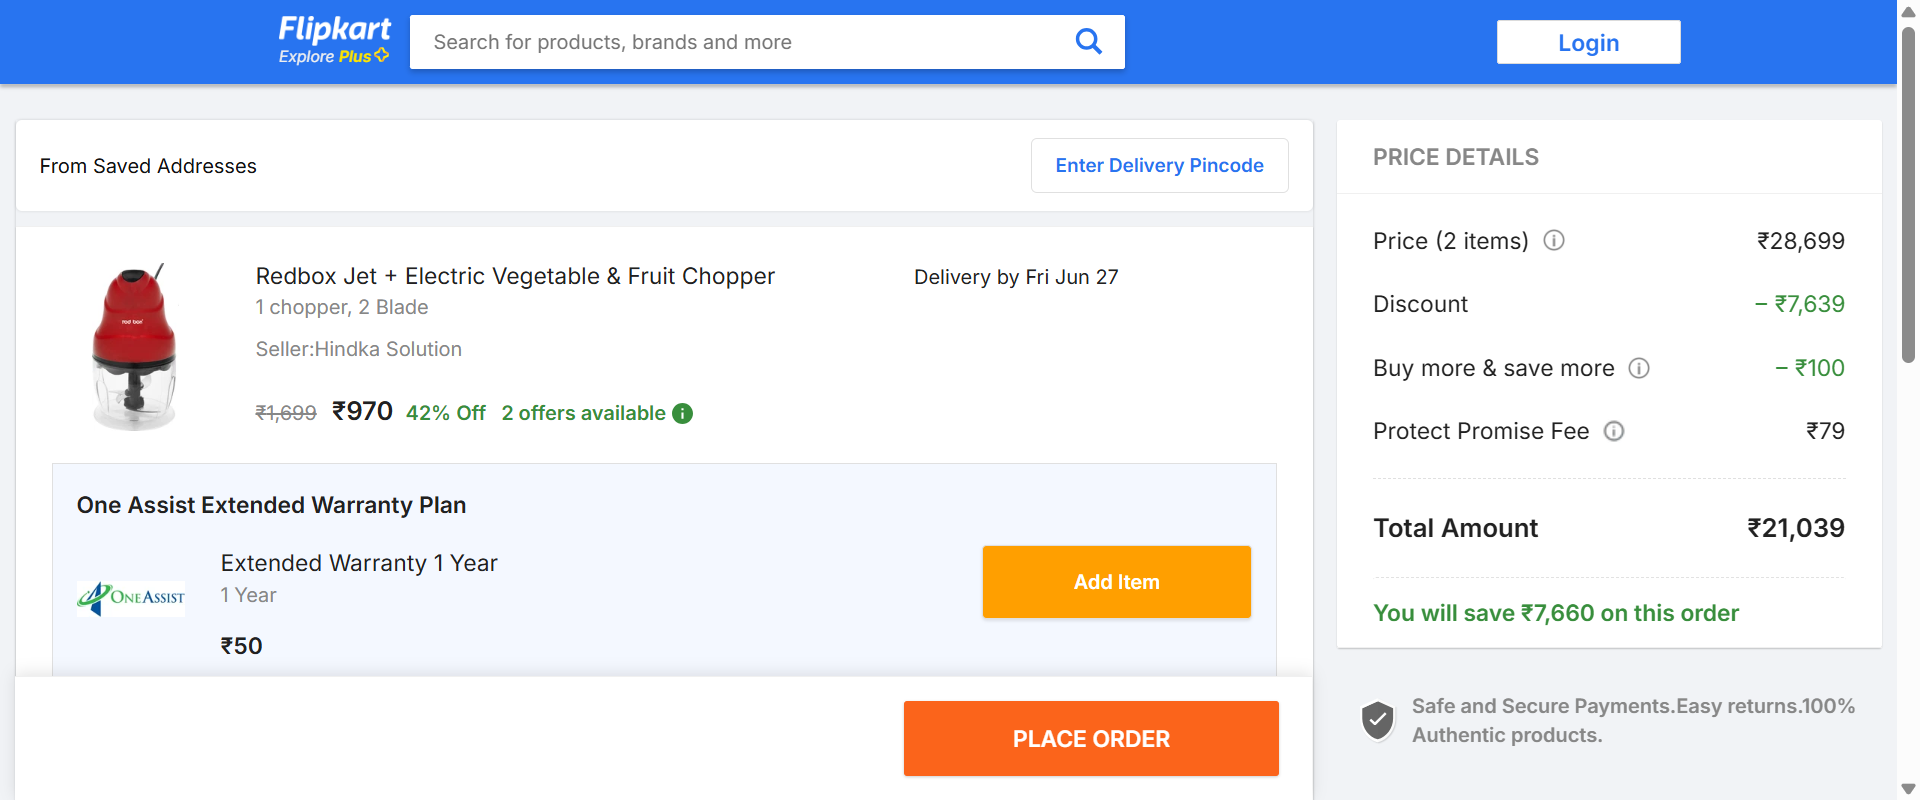 Flipkart
Explore Plus
Search for products, brands and more
Login
From Saved Addresses
Enter Delivery Pincode
red box
Redbox Jet + Electric Vegetable & Fruit Chopper
1 chopper, 2 Blade
Seller:Hindka Solution
₹1,699 ₹970 42% Off 2 offers available
Delivery by Fri Jun 27
One Assist Extended Warranty Plan
ONEASSIST
Extended Warranty 1 Year
1 Year
₹50
Add Item
PLACE ORDER
PRICE DETAILS
Price (2 items) ₹28,699
Discount − ₹7,639
Buy more & save more − ₹100
Protect Promise Fee ₹79
Total Amount ₹21,039
You will save ₹7,660 on this order
Safe and Secure Payments.Easy returns.100%
Authentic products.